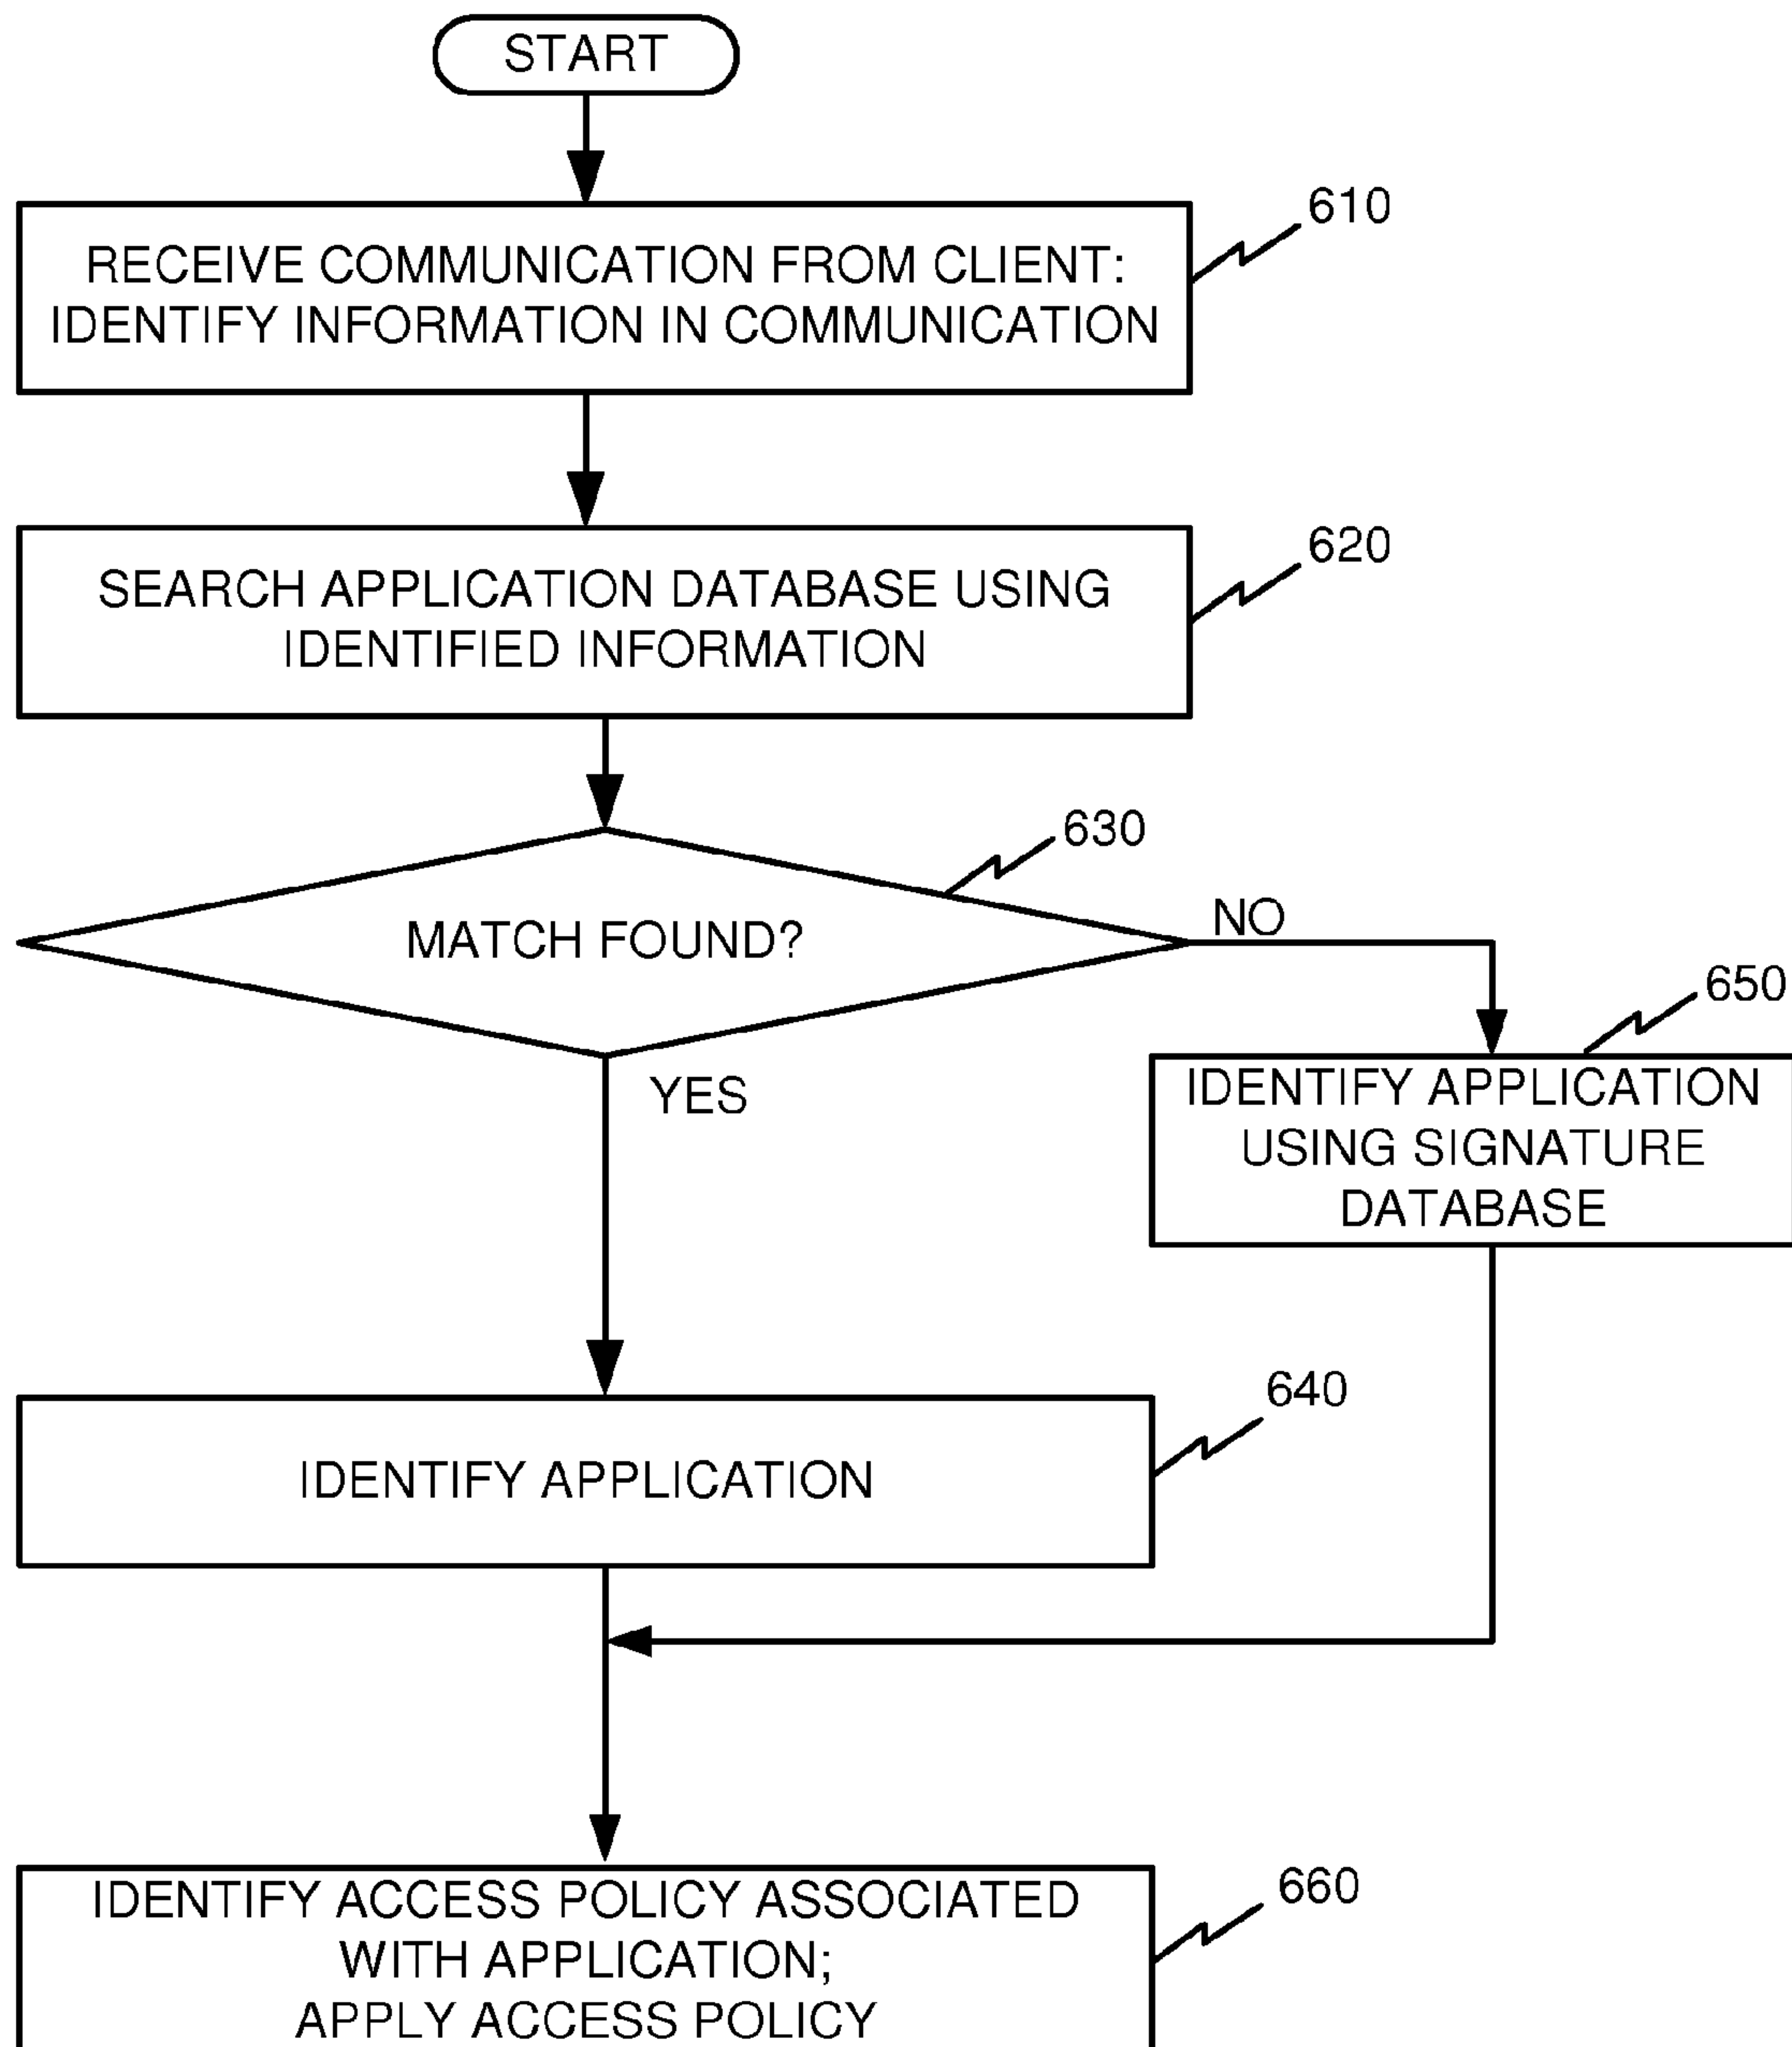 START
610
RECEIVE COMMUNICATION FROM CLIENT:
IDENTIFY INFORMATION IN COMMUNICATION
620
SEARCH APPLICATION DATABASE USING
IDENTIFIED INFORMATION
630
MATCH FOUND?
NO
YES
650
IDENTIFY APPLICATION
USING SIGNATURE
DATABASE
640
IDENTIFY APPLICATION
660
IDENTIFY ACCESS POLICY ASSOCIATED
WITH APPLICATION;
APPLY ACCESS POLICY